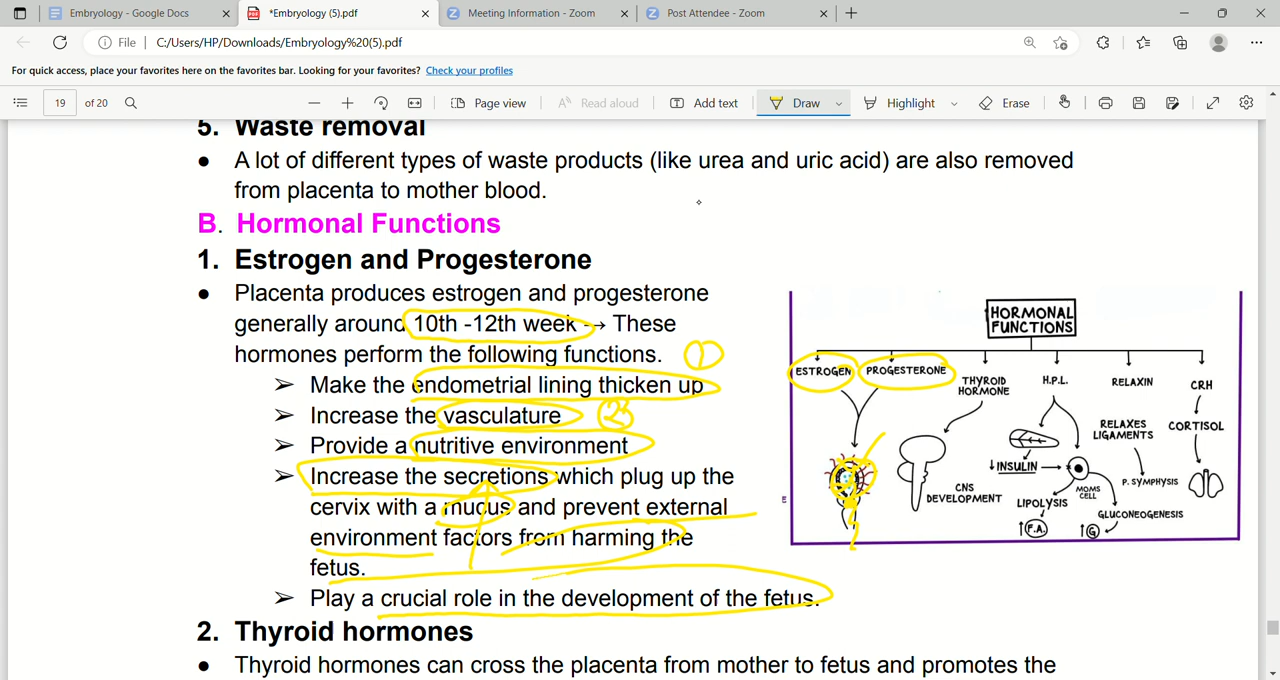 Embryology - Google Docs
*Embryology (5).pdf
Meeting Information - Zoom
Post Attendee - Zoom
File
C:/Users/HP/Downloads/Embryology%20(5).pdf
For quick access, place your favorites here on the favorites bar. Looking for your favorites? Check your profiles
19 of 20
Page view
Read aloud
Add text
Draw
Highlight
Erase
5. Waste removal
● A lot of different types of waste products (like urea and uric acid) are also removed
from placenta to mother blood.
B. Hormonal Functions
1. Estrogen and Progesterone
● Placenta produces estrogen and progesterone
generally around 10th -12th week → These
hormones perform the following functions. 1
➢ Make the endometrial lining thicken up
➢ Increase the vasculature 2
➢ Provide a nutritive environment
➢ Increase the secretions which plug up the
cervix with a mucus and prevent external
environment factors from harming the
fetus.
➢ Play a crucial role in the development of the fetus.
2. Thyroid hormones
● Thyroid hormones can cross the placenta from mother to fetus and promotes the
HORMONAL
FUNCTIONS
ESTROGEN
PROGESTERONE
THYROID
HORMONE
H.P.L.
RELAXIN
CRH
CORTISOL
RELAXES
LIGAMENTS
P. SYMPHYSIS
CNS
DEVELOPMENT
↓INSULIN
MOMS
CELL
LIPOLYSIS
↑F.A.
GLUCONEOGENESIS
↑G